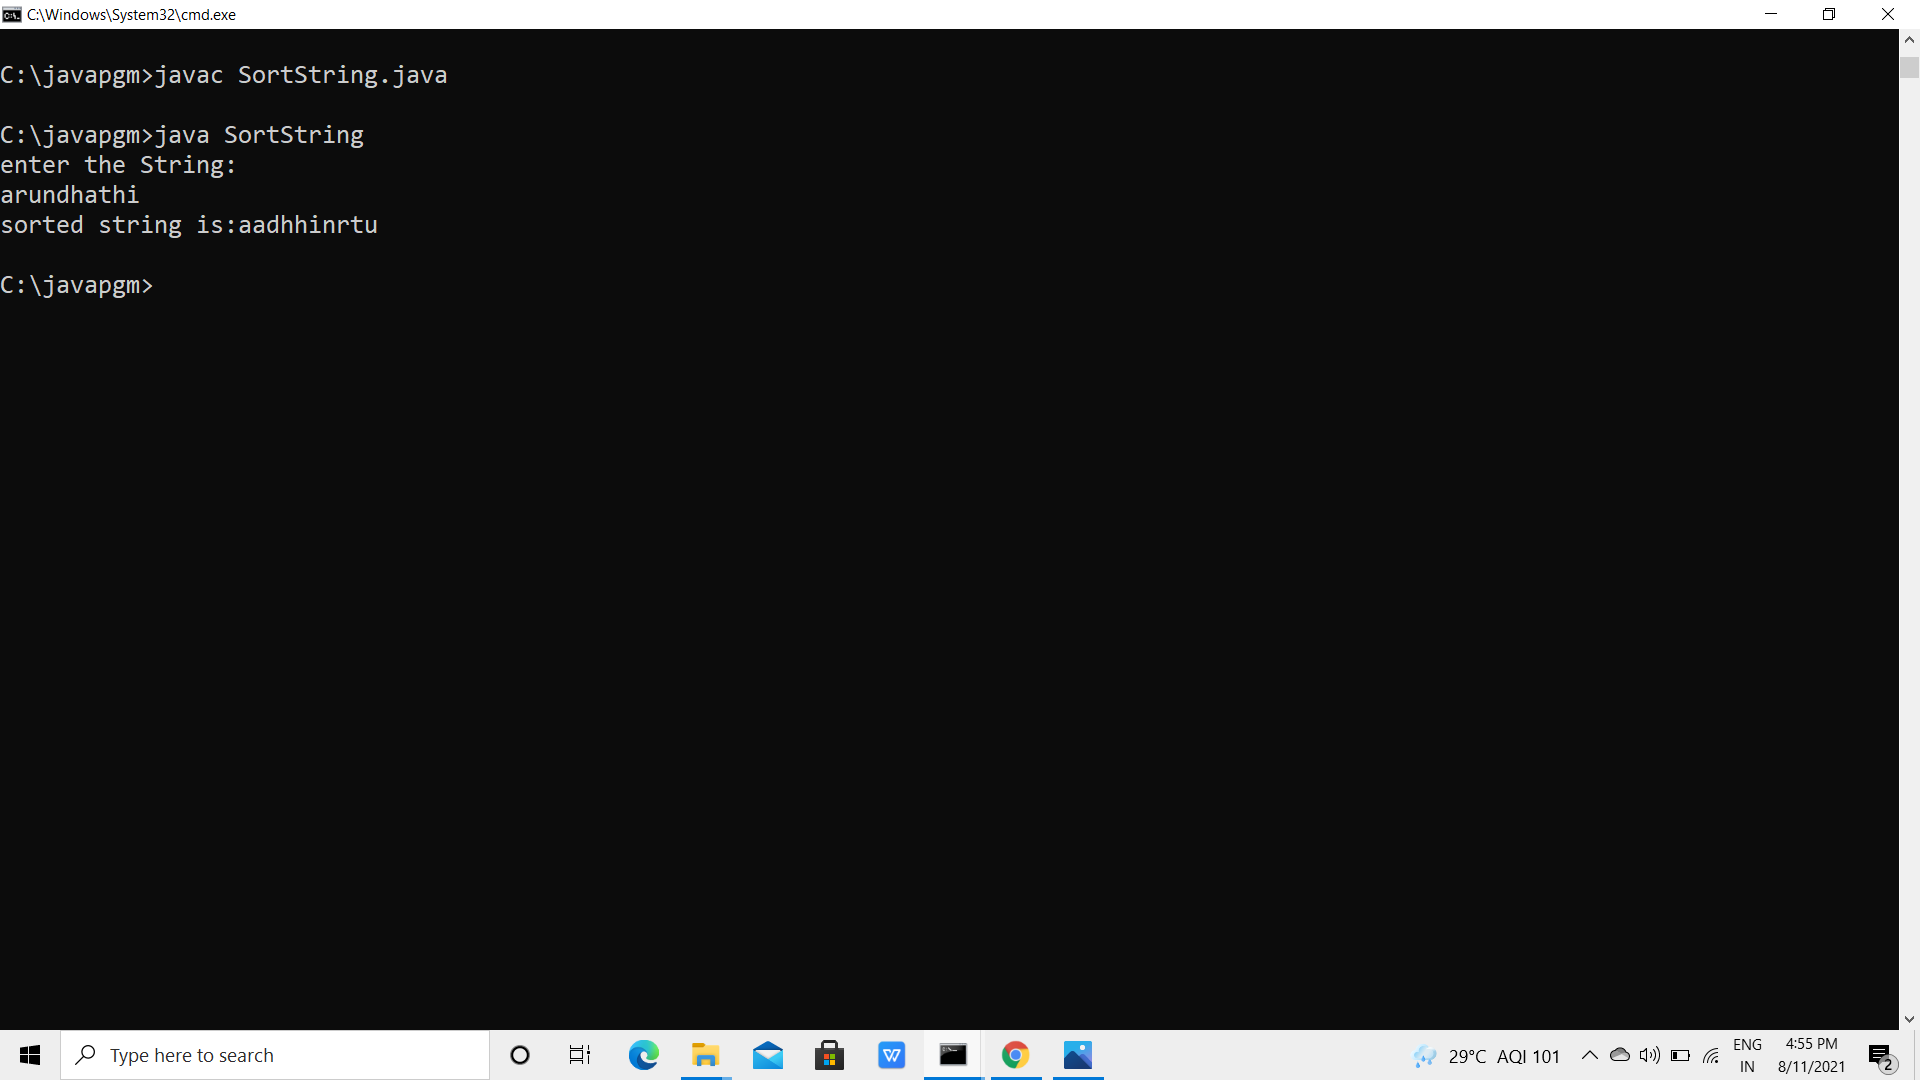 C:\Windows\System32\cmd.exe
C:\javapgm>javac SortString.java
C:\javapgm>java SortString
enter the String:
arundhathi
sorted string is:aadhhinrtu
C:\javapgm>
Type here to search
29°C AQI 101
ENG
IN
4:55 PM
8/11/2021
2